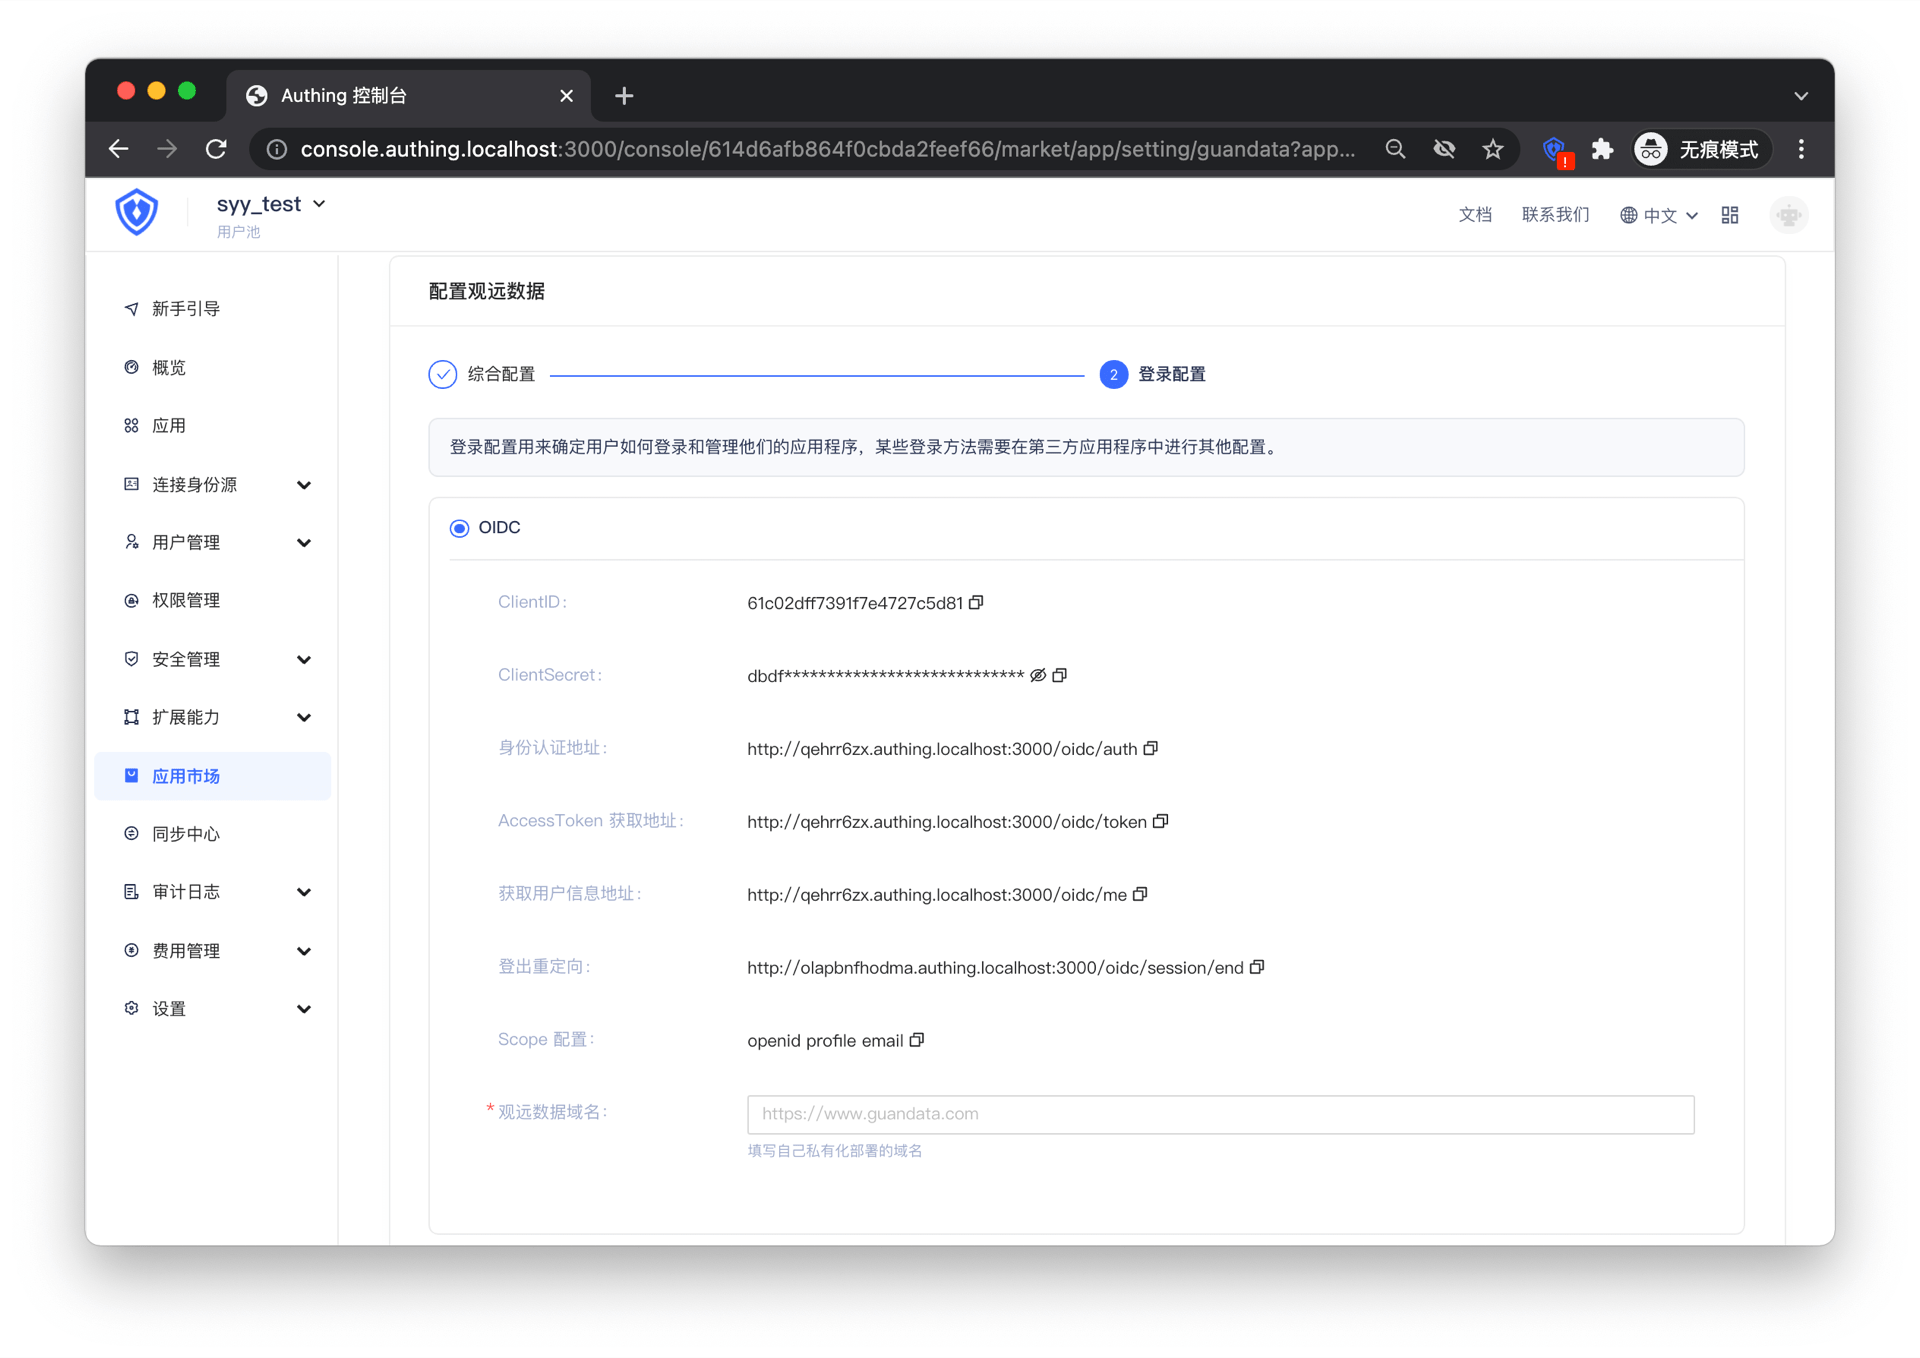 Authing 控制台
console.authing.localhost:3000/console/614d6afb864f0cbda2feef66/market/app/setting/guandata?app...
无痕模式
syy_test
用户池
文档
联系我们
中文
新手引导
概览
应用
连接身份源
用户管理
权限管理
安全管理
扩展能力
应用市场
同步中心
审计日志
费用管理
设置
配置观远数据
综合配置
2 登录配置
登录配置用来确定用户如何登录和管理他们的应用程序，某些登录方法需要在第三方应用程序中进行其他配置。
OIDC
ClientID: 61c02dff7391f7e4727c5d81
ClientSecret: dbdf****************************
身份认证地址: http://qehrr6zx.authing.localhost:3000/oidc/auth
AccessToken 获取地址: http://qehrr6zx.authing.localhost:3000/oidc/token
获取用户信息地址: http://qehrr6zx.authing.localhost:3000/oidc/me
登出重定向: http://olapbnfhodma.authing.localhost:3000/oidc/session/end
Scope 配置: openid profile email
* 观远数据域名: https://www.guandata.com
填写自己私有化部署的域名